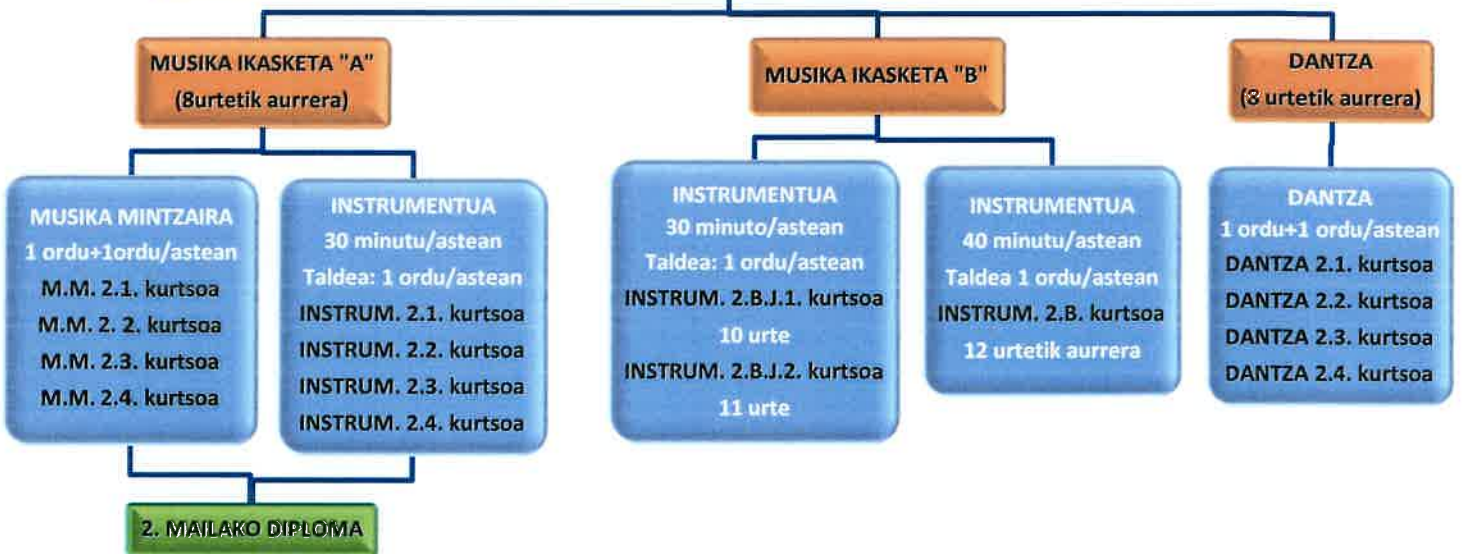 MUSIKA IKASKETA "A"
(8urtetik aurrera)
MUSIKA IKASKETA "B"
DANTZA
(8 urtetik aurrera)
MUSIKA MINTZAIRA
1 ordu+1ordu/astean
M.M. 2.1. kurtsoa
M.M. 2. 2. kurtsoa
M.M. 2.3. kurtsoa
M.M. 2.4. kurtsoa
INSTRUMENTUA
30 minutu/astean
Taldea: 1 ordu/astean
INSTRUM. 2.1. kurtsoa
INSTRUM. 2.2. kurtsoa
INSTRUM. 2.3. kurtsoa
INSTRUM. 2.4. kurtsoa
INSTRUMENTUA
30 minuto/astean
Taldea: 1 ordu/astean
INSTRUM. 2.B.J.1. kurtsoa
10 urte
INSTRUM. 2.B.J.2. kurtsoa
11 urte
INSTRUMENTUA
40 minutu/astean
Taldea 1 ordu/astean
INSTRUM. 2.B. kurtsoa
12 urtetik aurrera
DANTZA
1 ordu+1 ordu/astean
DANTZA 2.1. kurtsoa
DANTZA 2.2. kurtsoa
DANTZA 2.3. kurtsoa
DANTZA 2.4. kurtsoa
2. MAILAKO DIPLOMA